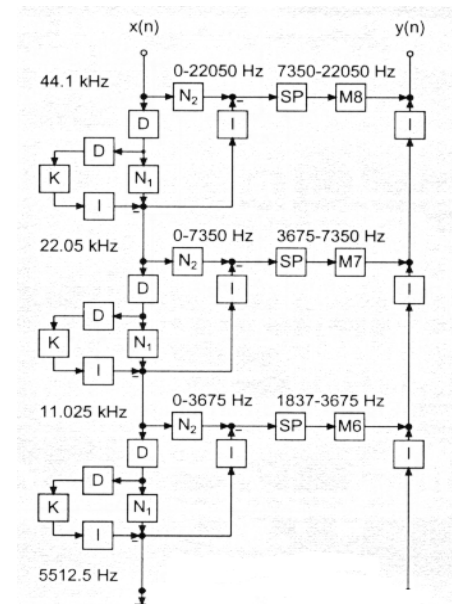 x(n) y(n)
44.1 kHz 0-22050 Hz 7350-22050 Hz
N2 SP M8
D I I
D
K N1
I
22.05 kHz 0-7350 Hz 3675-7350 Hz
N2 SP M7
D I I
D
K N1
I
11.025 kHz 0-3675 Hz 1837-3675 Hz
N2 SP M6
D I I
D
K N1
I
5512.5 Hz